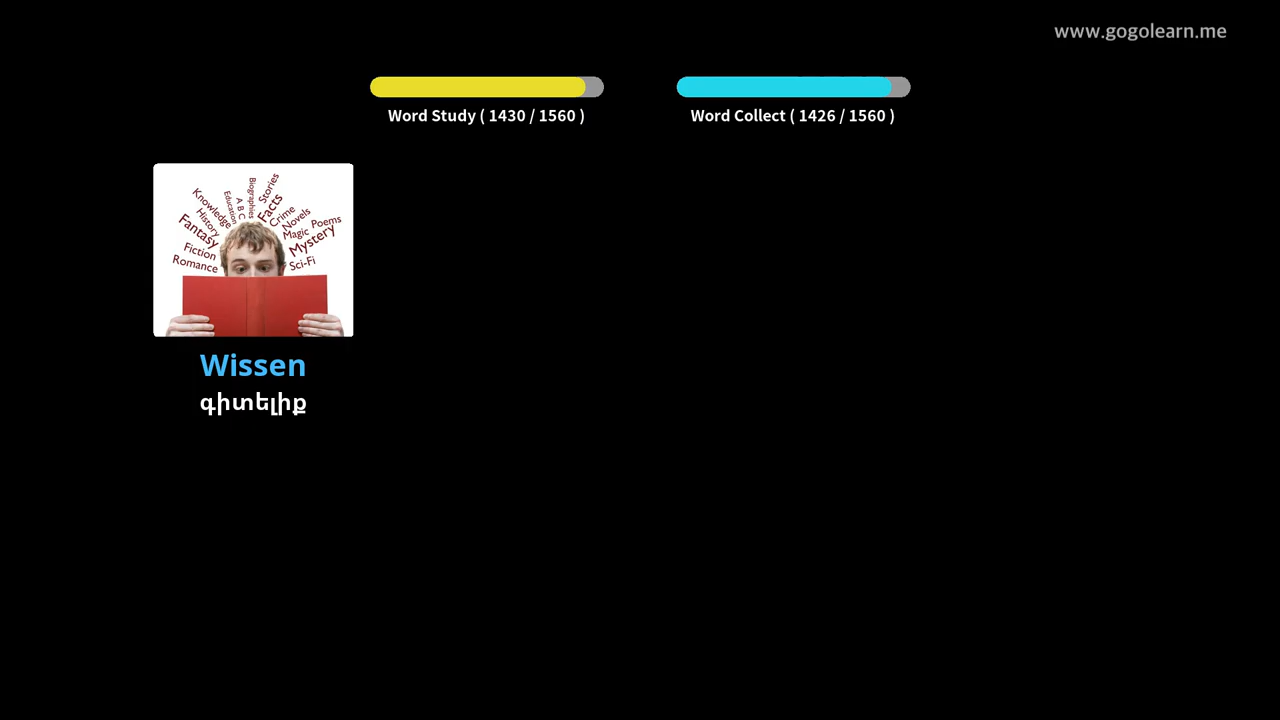 www.gogolearn.me
Word Study ( 1430 / 1560 )
Word Collect ( 1426 / 1560 )
Biographies
Stories
Knowledge
Education
A B C
Facts
History
Crime
Novels
Fantasy
Magic
Poems
Mystery
Fiction
Romance
Sci-Fi
Wissen
գիտելիք